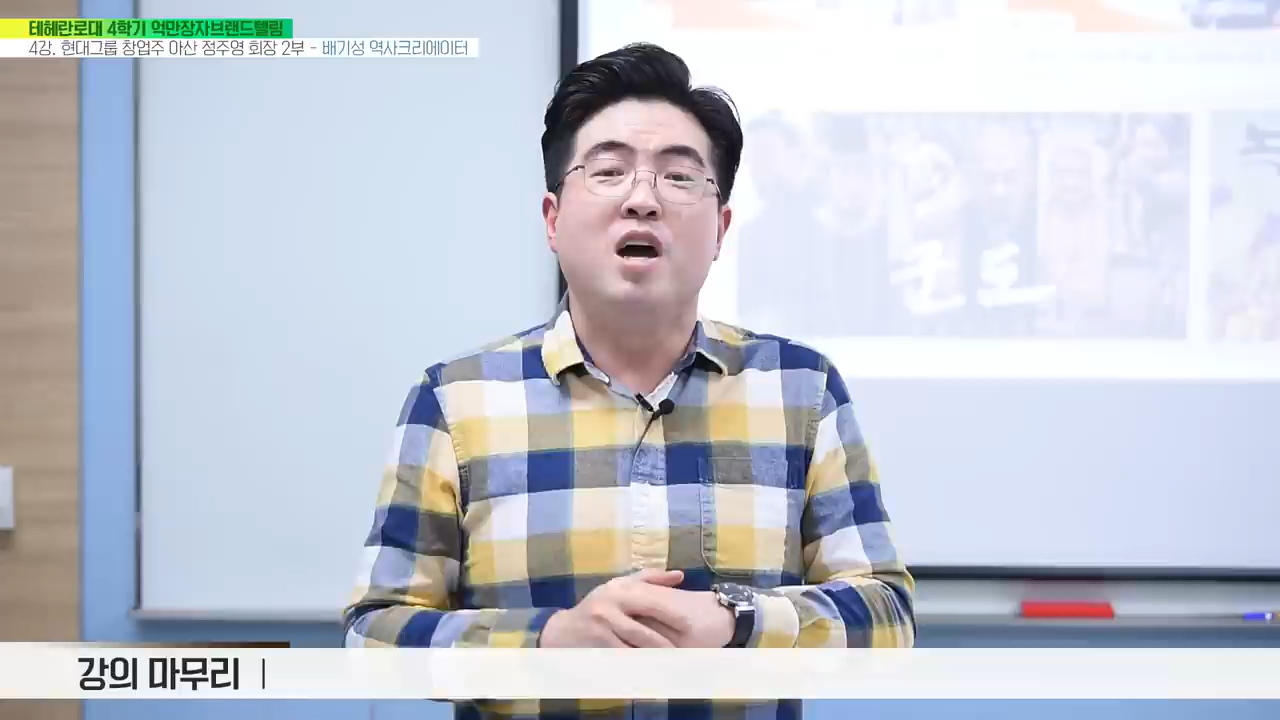 테헤란로대 4학기 억만장자브랜드텔링
4강. 현대그룹 창업주 아산 정주영 회장 2부 - 배기성 역사크리에이터
군도
강의 마무리 |